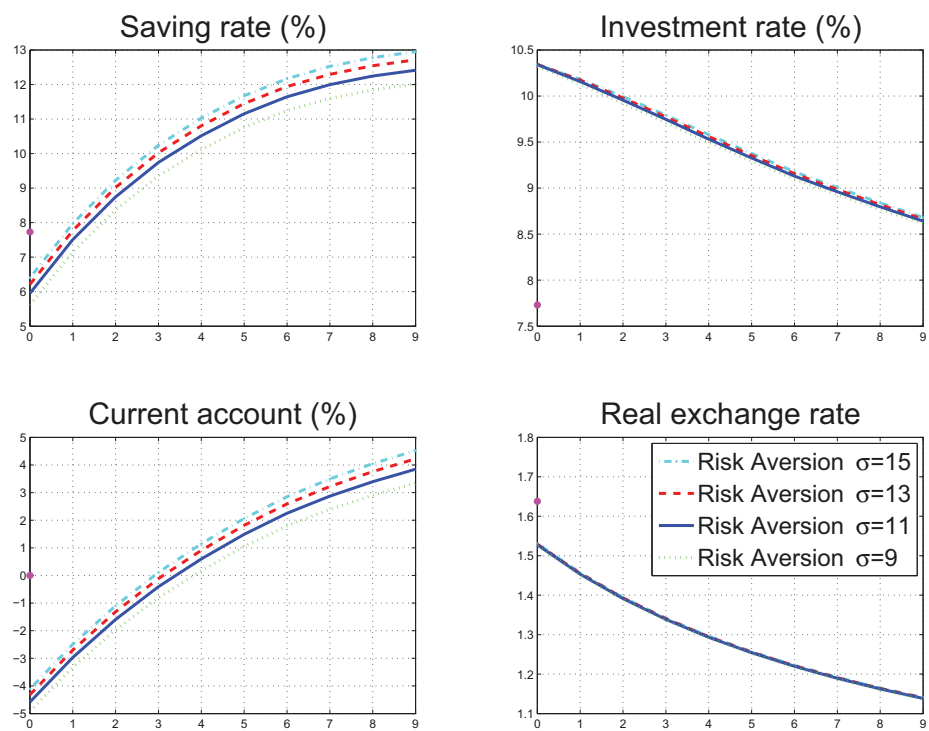 Saving rate (%)
13
12
11
10
9
8
7
6
5
0 1 2 3 4 5 6 7 8 9
Investment rate (%)
10.5
10
9.5
9
8.5
8
7.5
0 1 2 3 4 5 6 7 8 9
Current account (%)
5
4
3
2
1
0
−1
−2
−3
−4
−5
0 1 2 3 4 5 6 7 8 9
Real exchange rate
1.8
1.7
1.6
1.5
1.4
1.3
1.2
1.1
0 1 2 3 4 5 6 7 8 9
Risk Aversion σ=15
Risk Aversion σ=13
Risk Aversion σ=11
Risk Aversion σ=9